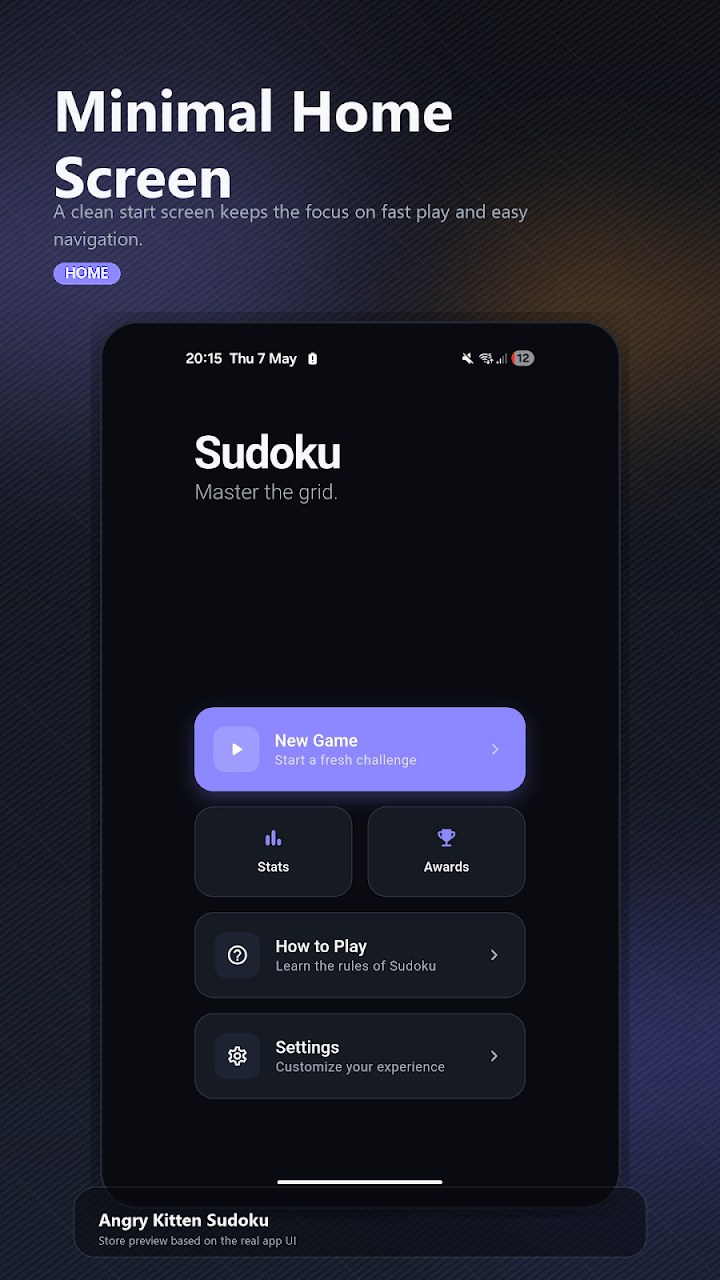 Minimal Home
Screen
A clean start screen keeps the focus on fast play and easy
navigation.
HOME
20:15 Thu 7 May
12
Sudoku
Master the grid.
New Game
Start a fresh challenge
Stats
Awards
How to Play
Learn the rules of Sudoku
Settings
Customize your experience
Angry Kitten Sudoku
Store preview based on the real app UI